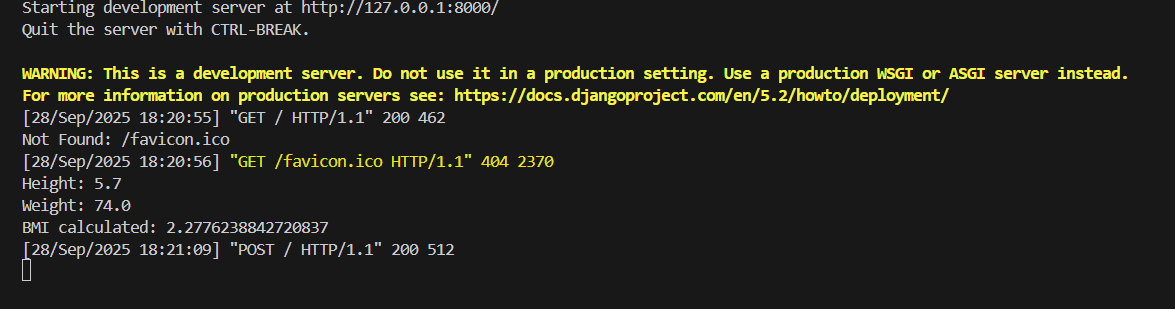 Starting development server at http://127.0.0.1:8000/
Quit the server with CTRL-BREAK.
WARNING: This is a development server. Do not use it in a production setting. Use a production WSGI or ASGI server instead.
For more information on production servers see: https://docs.djangoproject.com/en/5.2/howto/deployment/
[28/Sep/2025 18:20:55] "GET / HTTP/1.1" 200 462
Not Found: /favicon.ico
[28/Sep/2025 18:20:56] "GET /favicon.ico HTTP/1.1" 404 2370
Height: 5.7
Weight: 74.0
BMI calculated: 2.2776238842720837
[28/Sep/2025 18:21:09] "POST / HTTP/1.1" 200 512